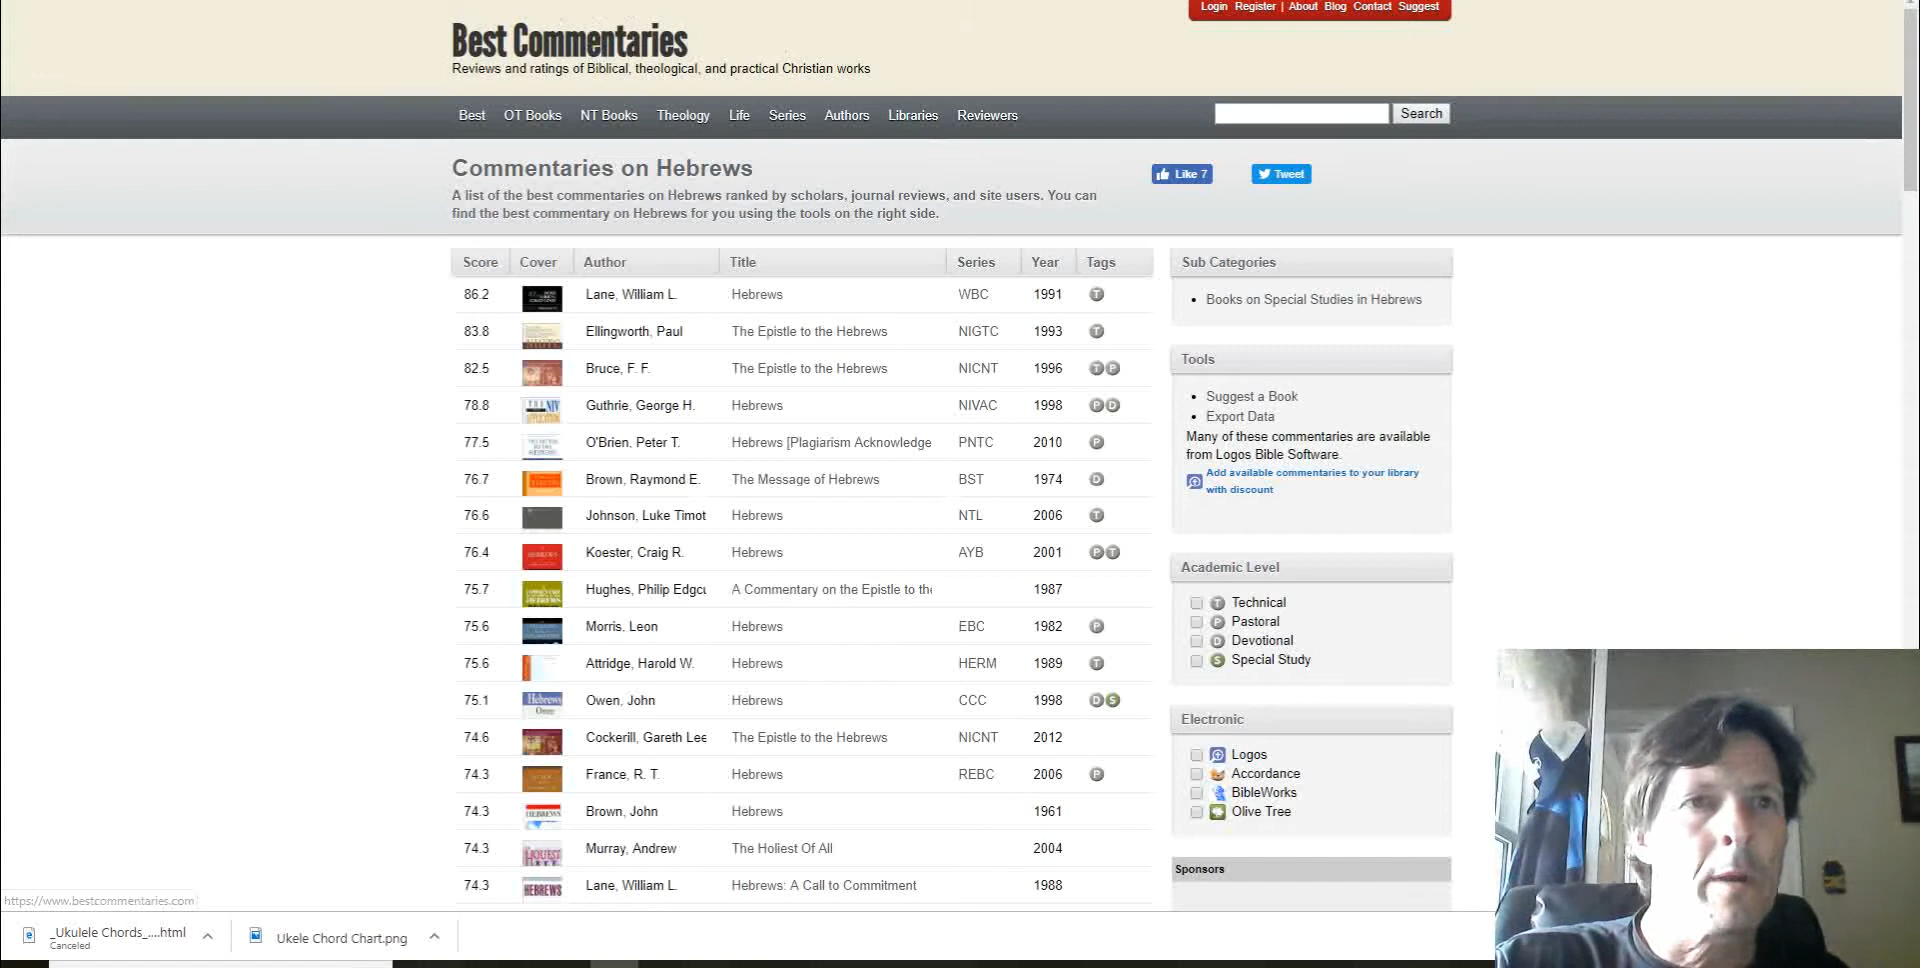 Login Register | About Blog Contact Suggest
Best Commentaries
Reviews and ratings of Biblical, theological, and practical Christian works
Best OT Books NT Books Theology Life Series Authors Libraries Reviewers Search
Commentaries on Hebrews
Like 7 Tweet
A list of the best commentaries on Hebrews ranked by scholars, journal reviews, and site users. You can
find the best commentary on Hebrews for you using the tools on the right side.
Score Cover Author Title Series Year Tags
86.2 Lane, William L. Hebrews WBC 1991 T
83.8 Ellingworth, Paul The Epistle to the Hebrews NIGTC 1993 T
82.5 Bruce, F. F. The Epistle to the Hebrews NICNT 1996 T P
78.8 Guthrie, George H. Hebrews NIVAC 1998 P D
77.5 O'Brien, Peter T. Hebrews [Plagiarism Acknowledge PNTC 2010 P
76.7 Brown, Raymond E. The Message of Hebrews BST 1974 D
76.6 Johnson, Luke Timot Hebrews NTL 2006 T
76.4 Koester, Craig R. Hebrews AYB 2001 P T
75.7 Hughes, Philip Edgcu A Commentary on the Epistle to the 1987
75.6 Morris, Leon Hebrews EBC 1982 P
75.6 Attridge, Harold W. Hebrews HERM 1989 T
75.1 Owen, John Hebrews CCC 1998 D S
74.6 Cockerill, Gareth Lee The Epistle to the Hebrews NICNT 2012
74.3 France, R. T. Hebrews REBC 2006 P
74.3 Brown, John Hebrews 1961
74.3 Murray, Andrew The Holiest Of All 2004
74.3 HEBREWS Lane, William L. Hebrews: A Call to Commitment 1988
Sub Categories
Books on Special Studies in Hebrews
Tools
Suggest a Book
Export Data
Many of these commentaries are available
from Logos Bible Software.
Add available commentaries to your library
with discount
Academic Level
T Technical
P Pastoral
D Devotional
S Special Study
Electronic
Logos
Accordance
BibleWorks
Olive Tree
Sponsors
https://www.bestcommentaries.com
_Ukulele Chords_....html
Canceled
Ukele Chord Chart.png